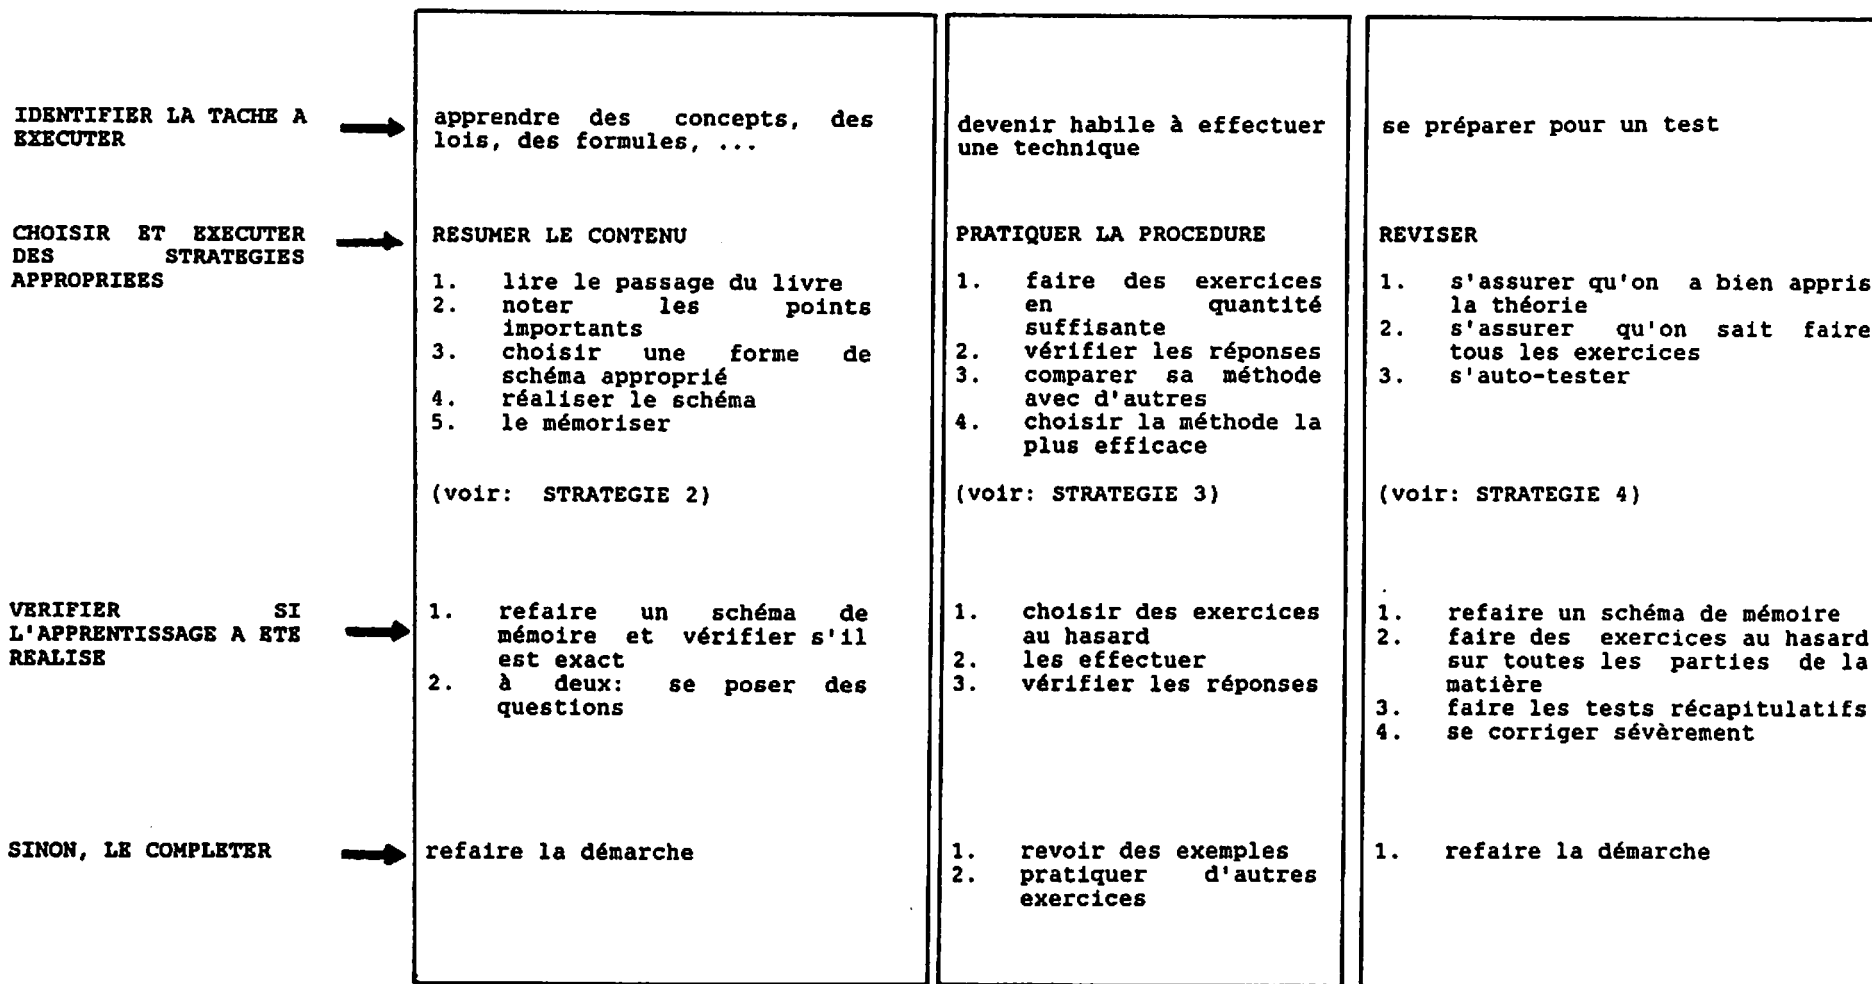 IDENTIFIER LA TACHE A
EXECUTER
apprendre des concepts, des
lois, des formules, ...
devenir habile à effectuer
une technique
se préparer pour un test
CHOISIR ET EXECUTER
DES STRATEGIES
APPROPRIEES
RESUMER LE CONTENU
1. lire le passage du livre
2. noter les points
importants
3. choisir une forme de
schéma approprié
4. réaliser le schéma
5. le mémoriser
(voir: STRATEGIE 2)
PRATIQUER LA PROCEDURE
1. faire des exercices
en quantité
suffisante
2. vérifier les réponses
3. comparer sa méthode
avec d'autres
4. choisir la méthode la
plus efficace
(voir: STRATEGIE 3)
REVISER
1. s'assurer qu'on a bien appris
la théorie
2. s'assurer qu'on sait faire
tous les exercices
3. s'auto-tester
(voir: STRATEGIE 4)
VERIFIER SI
L'APPRENTISSAGE A ETE
REALISE
1. refaire un schéma de
mémoire et vérifier s'il
est exact
2. à deux: se poser des
questions
1. choisir des exercices
au hasard
2. les effectuer
3. vérifier les réponses
1. refaire un schéma de mémoire
2. faire des exercices au hasard
sur toutes les parties de la
matière
3. faire les tests récapitulatifs
4. se corriger sévèrement
SINON, LE COMPLETER
refaire la démarche
1. revoir des exemples
2. pratiquer d'autres
exercices
1. refaire la démarche